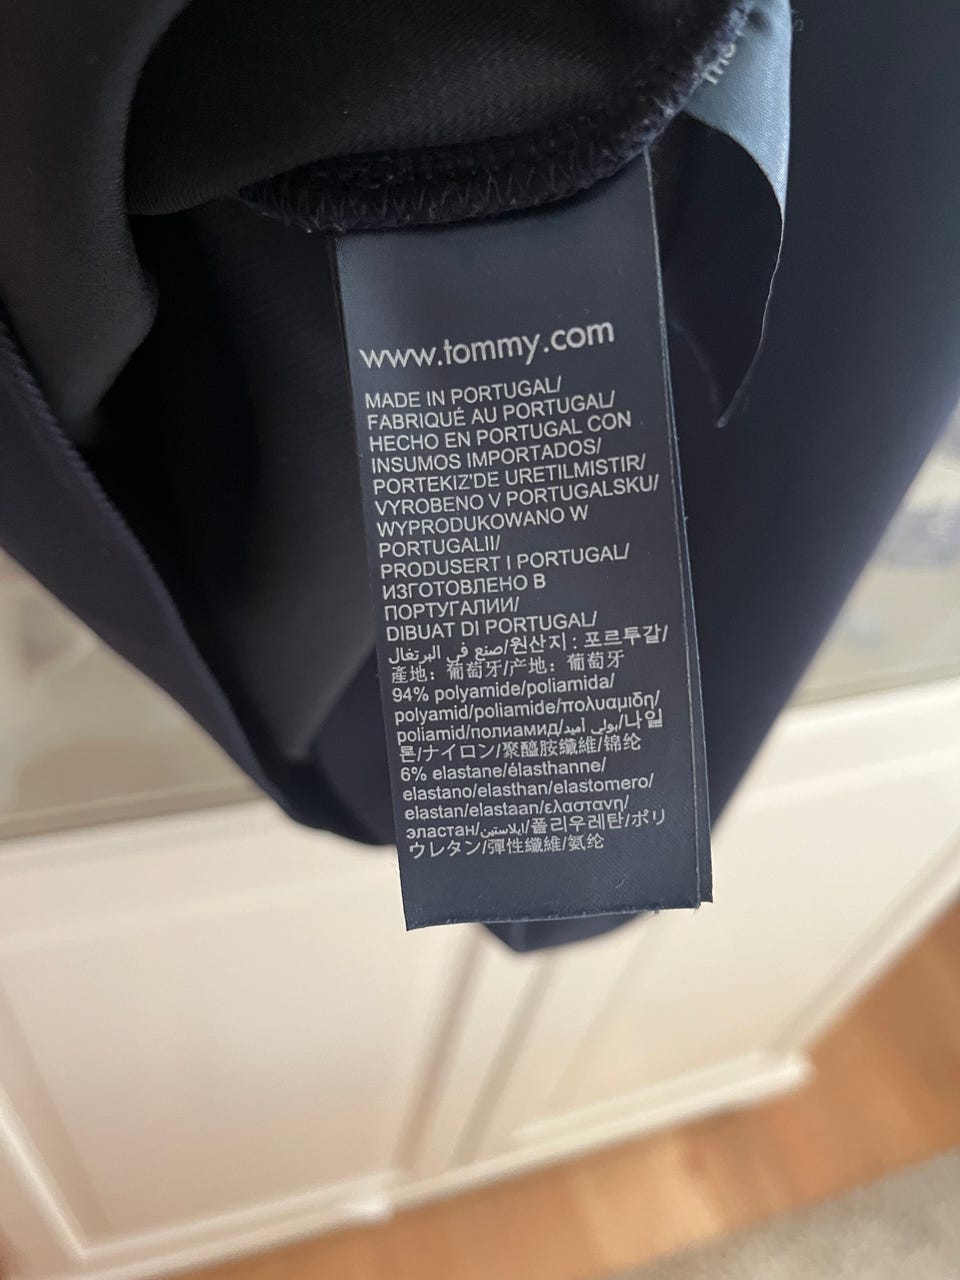 www.tommy.com
MADE IN PORTUGAL/
FABRIQUÉ AU PORTUGAL/
HECHO EN PORTUGAL CON
INSUMOS IMPORTADOS/
PORTEKIZ'DE URETILMISTIR/
VYROBENO V PORTUGALSKU/
WYPRODUKOWANO W
PORTUGALII/
PRODUSERT I PORTUGAL/
ИЗГОТОВЛЕНО В
ПОРТУГАЛИИ/
DIBUAT DI PORTUGAL/
صنع في البرتغال/원산지 : 포르투갈/
產地：葡萄牙/产地：葡萄牙
94% polyamide/poliamida/
polyamid/poliamide/πολυαμιδη/
poliamid/полиамид/بولي أميد/나일
론/ナイロン/聚醯胺纖維/锦纶
6% elastane/élasthanne/
elastano/elasthan/elastomero/
elastan/elastaan/ελαστανη/
эластан/ايلاستين/폴리우레탄/ポリ
ウレタン/彈性纖維/氨纶